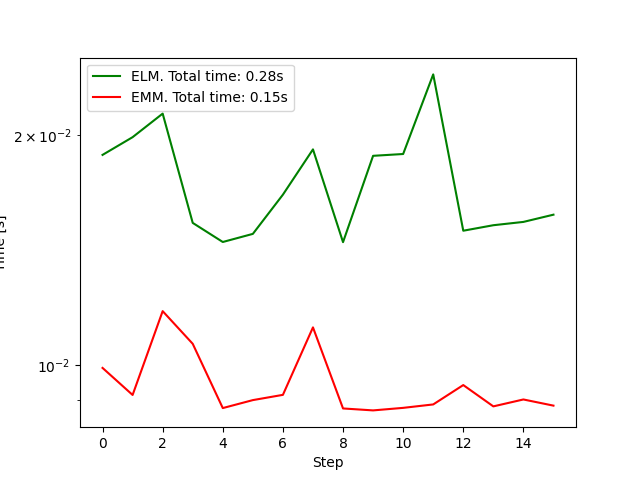 ELM. Total time: 0.28s
EMM. Total time: 0.15s
2 × 10⁻²
10⁻²
Time [s]
0 2 4 6 8 10 12 14
Step